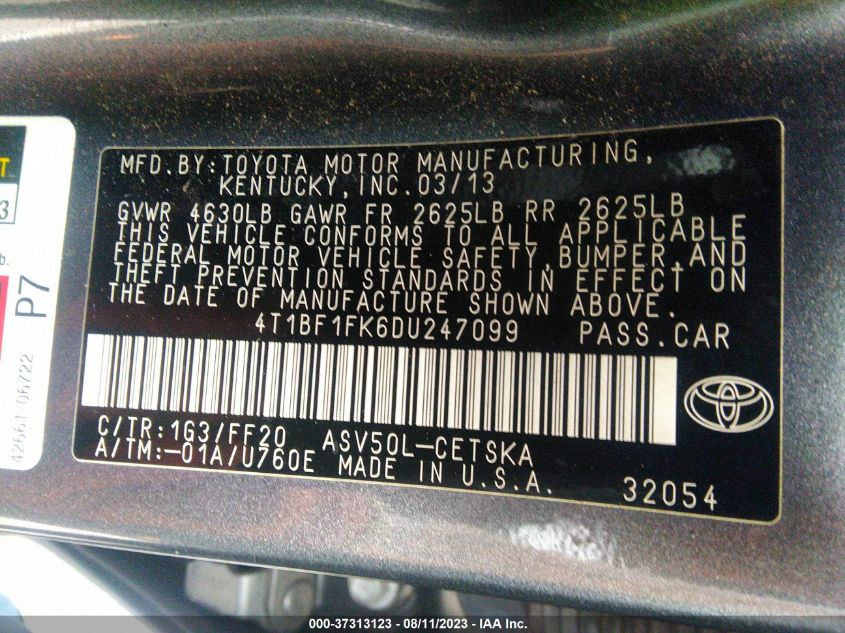 MFD.BY:TOYOTA MOTOR MANUFACTURING,
KENTUCKY,INC.03/13
GVWR 4630LB GAWR FR 2625LB RR 2625LB
THIS VEHICLE CONFORMS TO ALL APPLICABLE
FEDERAL MOTOR VEHICLE SAFETY,BUMPER,AND
THEFT PREVENTION STANDARDS IN EFFECT ON
THE DATE OF MANUFACTURE SHOWN ABOVE.
4T1BF1FK6DU247099 PASS.CAR
C/TR:1G3/FF20 ASV50L-CETSKA
A/TM:-01A/U760E MADE IN U.S.A.
32054
T
3
b.
P7
42661-06722
000-37313123 - 08/11/2023 - IAA Inc.